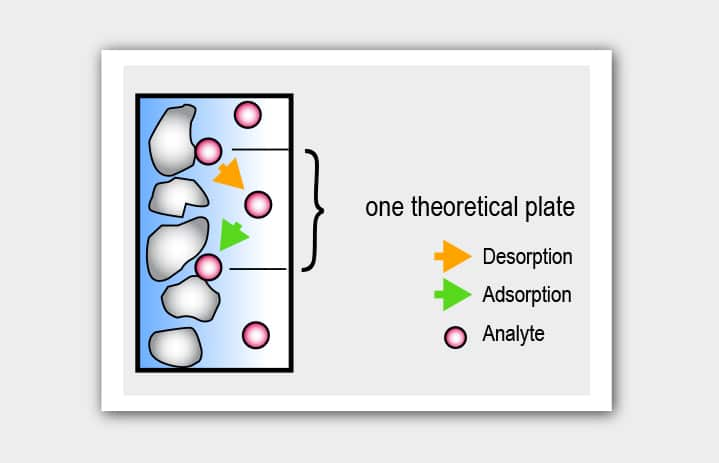 one theoretical plate
Desorption
Adsorption
Analyte